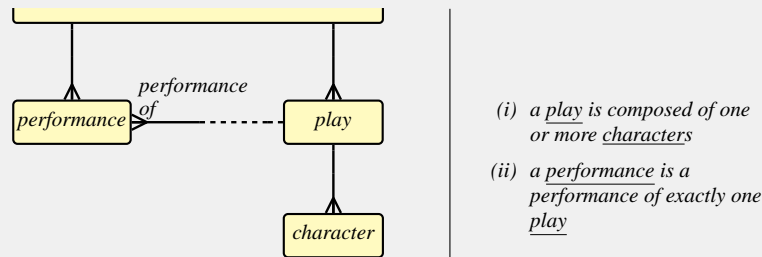 performance
of
performance
play
character
(i) a play is composed of one
or more characters
(ii) a performance is a
performance of exactly one
play